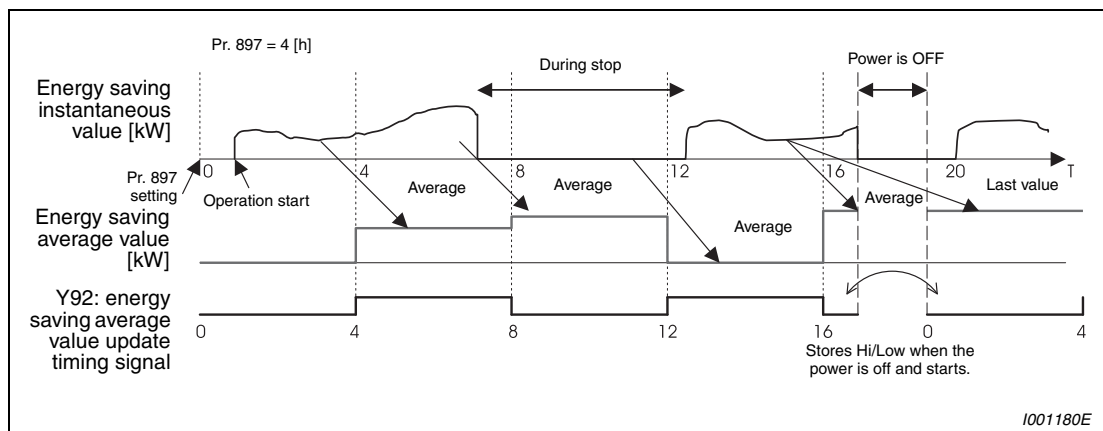 Pr. 897 = 4 [h]
During stop
Power is OFF
Energy saving
instantaneous
value [kW]
0
4
8
12
16
20
T
Pr. 897
setting
Operation start
Average
Average
Average
Average
Last value
Energy saving
average value
[kW]
Y92: energy
saving average
value update
timing signal
0
4
8
12
16
0
4
Stores Hi/Low when the
power is off and starts.
I001180E